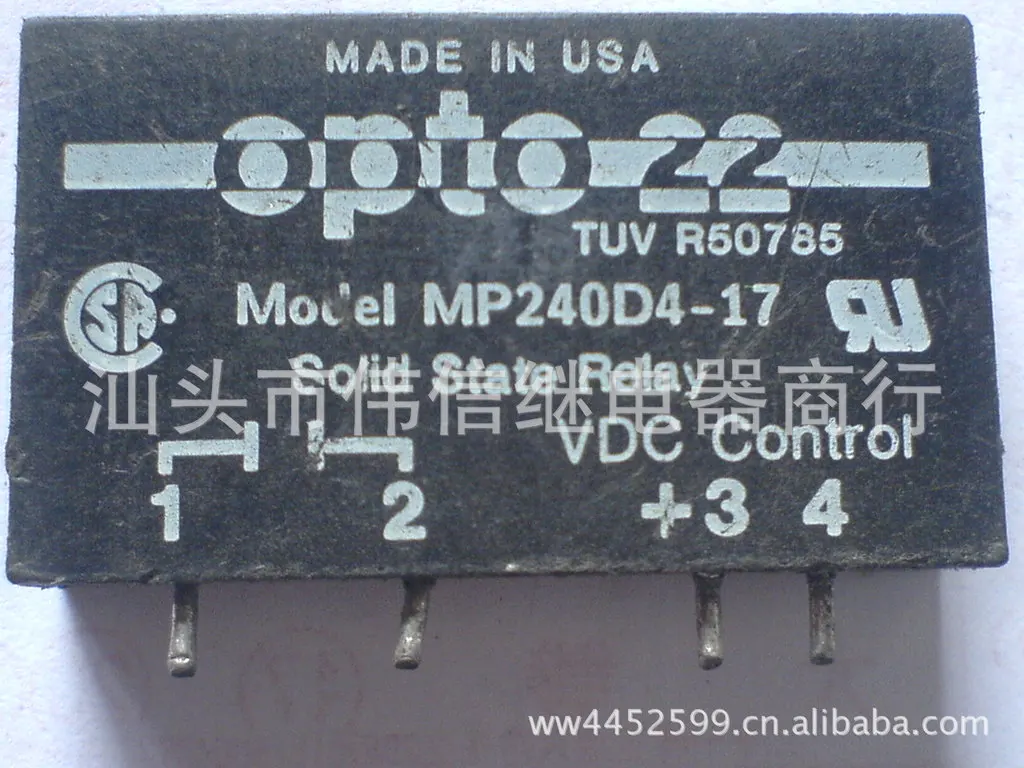 MADE IN USA
opto 22
TUV R50785
Model MP240D4-17
Solid State Relay
汕头市伟信继电器商行
VDC Control
1 2 +3 4
ww4452599.cn.alibaba.com